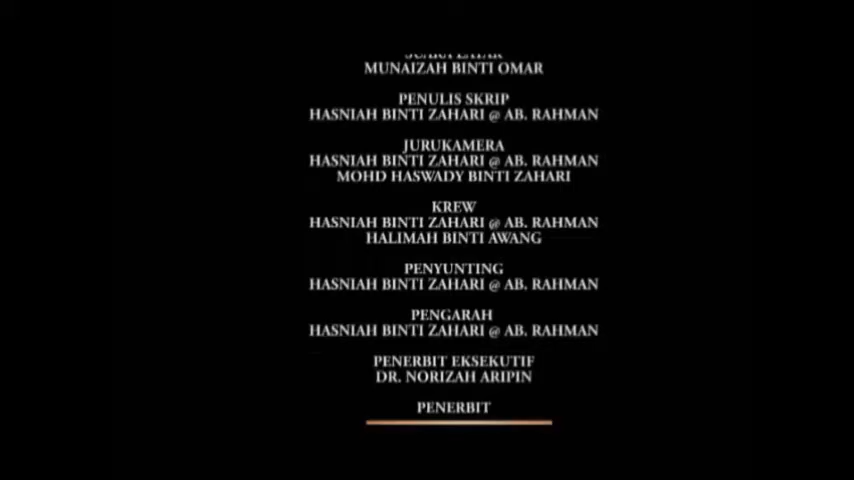 MUNAIZAH BINTI OMAR
PENULIS SKRIP
HASNIAH BINTI ZAHARI @ AB. RAHMAN
JURUKAMERA
HASNIAH BINTI ZAHARI @ AB. RAHMAN
MOHD HASWADY BINTI ZAHARI
KREW
HASNIAH BINTI ZAHARI @ AB. RAHMAN
HALIMAH BINTI AWANG
PENYUNTING
HASNIAH BINTI ZAHARI @ AB. RAHMAN
PENGARAH
HASNIAH BINTI ZAHARI @ AB. RAHMAN
PENERBIT EKSEKUTIF
DR. NORIZAH ARIPIN
PENERBIT